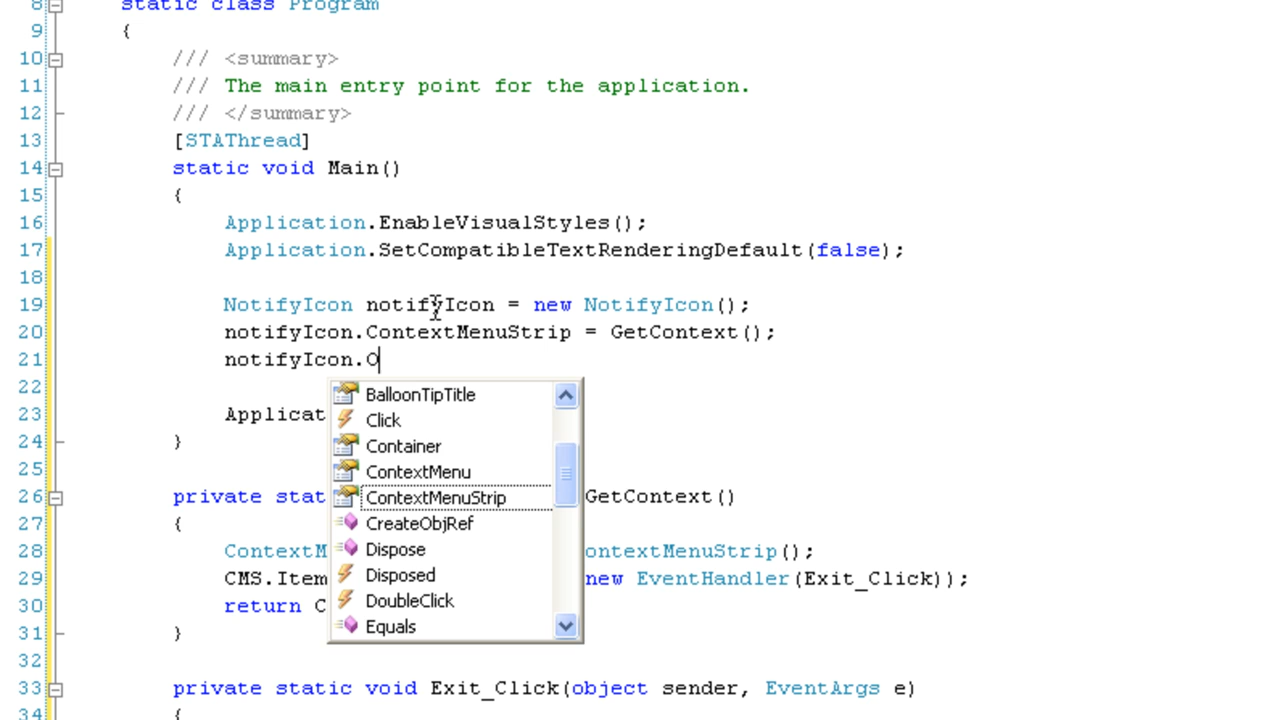 8 static class Program
9 {
10 /// <summary>
11 /// The main entry point for the application.
12 /// </summary>
13 [STAThread]
14 static void Main()
15 {
16 Application.EnableVisualStyles();
17 Application.SetCompatibleTextRenderingDefault(false);
18
19 NotifyIcon notifyIcon = new NotifyIcon();
20 notifyIcon.ContextMenuStrip = GetContext();
21 notifyIcon.O
22
BalloonTipTitle
Click
Container
ContextMenu
ContextMenuStrip
CreateObjRef
Dispose
Disposed
DoubleClick
Equals
23 Applicat
24 }
25
26 private stat GetContext()
27 {
28 ContextM ontextMenuStrip();
29 CMS.Item new EventHandler(Exit_Click));
30 return C
31 }
32
33 private static void Exit_Click(object sender, EventArgs e)
34 {